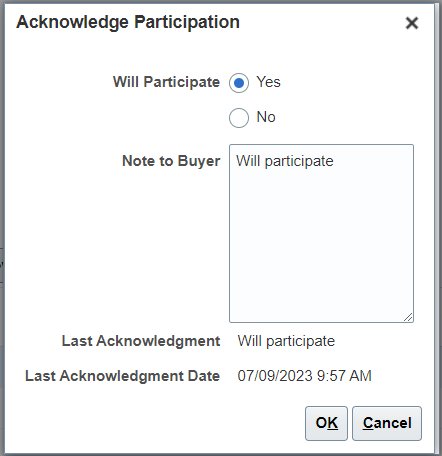 Acknowledge Participation
Will Participate Yes
No
Note to Buyer Will participate
Last Acknowledgment Will participate
Last Acknowledgment Date 07/09/2023 9:57 AM
OK Cancel